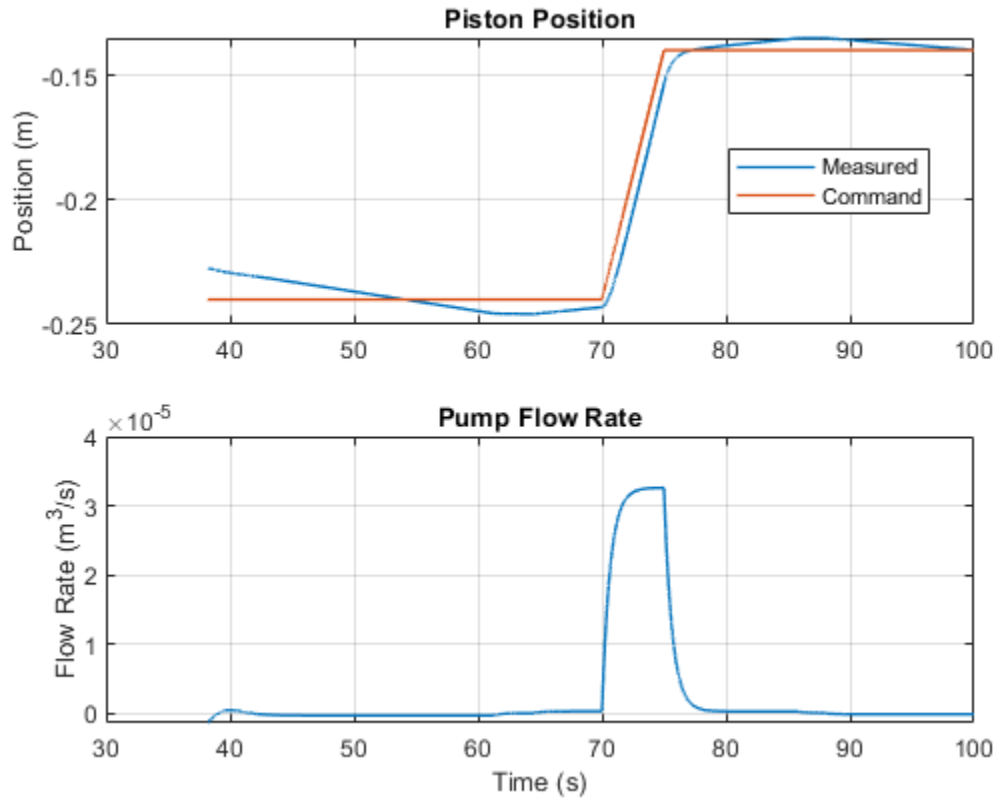 Piston Position
-0.15
-0.2
-0.25
Position (m)
Measured
Command
30 40 50 60 70 80 90 100
×10^-5
Pump Flow Rate
4
3
2
1
0
Flow Rate (m^3/s)
30 40 50 60 70 80 90 100
Time (s)